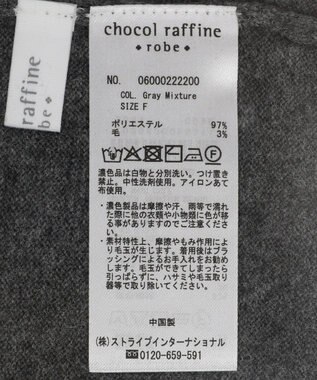 chocol raffine
robe
raffine
be
NO. 06000222200
COL. Gray Mixture
SIZE F
ポリエステル 97%
毛 3%
濃色品は白物と分別洗い。つけ置き
禁止。中性洗剤使用。アイロンあて
布使用。
・濃色製品は摩擦や汗、雨等で濡れ
た際に他の衣類や小物類に色が移
る事がありますのでご注意くださ
い。
・素材特性上、摩擦やもみ作用によ
り毛玉が生じます。着用後はブラ
ッシングによるお手入れをお勧め
します。毛玉ができてしまったら
引っぱらずに、ハサミや毛玉取り
機等で取り除いてください。
中国製
(株)ストライプインターナショナル
0120-659-591